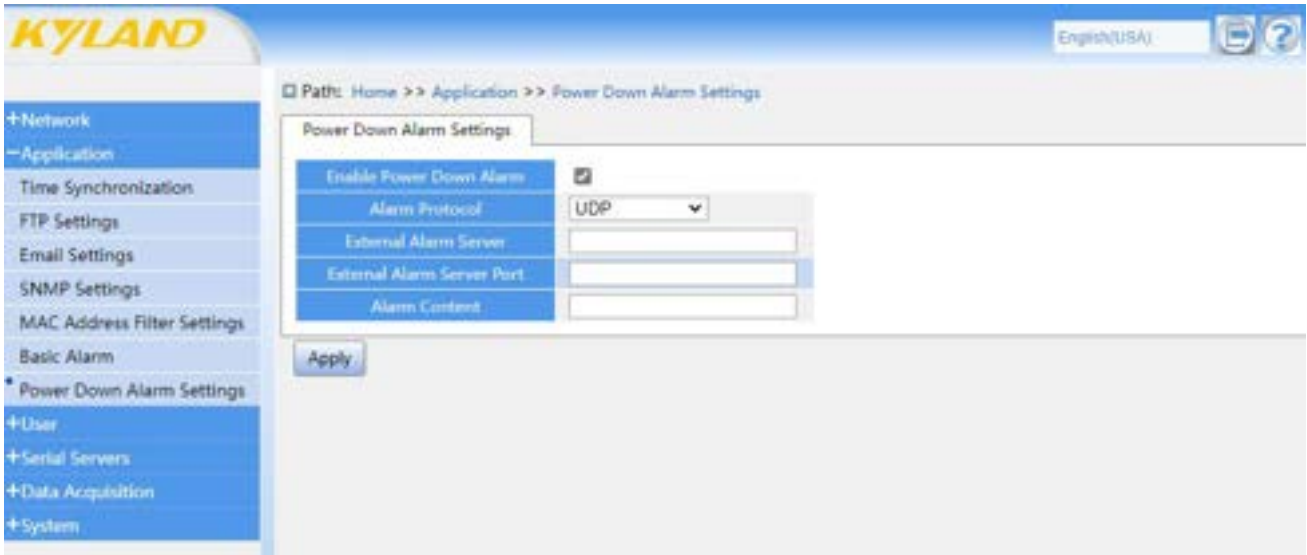 KYLAND
English(USA)
Path: Home >> Application >> Power Down Alarm Settings
+Network
-Application
Time Synchronization
FTP Settings
Email Settings
SNMP Settings
MAC Address Filter Settings
Basic Alarm
Power Down Alarm Settings
+User
+Serial Servers
+Data Acquisition
+System
Power Down Alarm Settings
Enable Power Down Alarm
Alarm Protocol UDP
External Alarm Server
External Alarm Server Port
Alarm Content
Apply